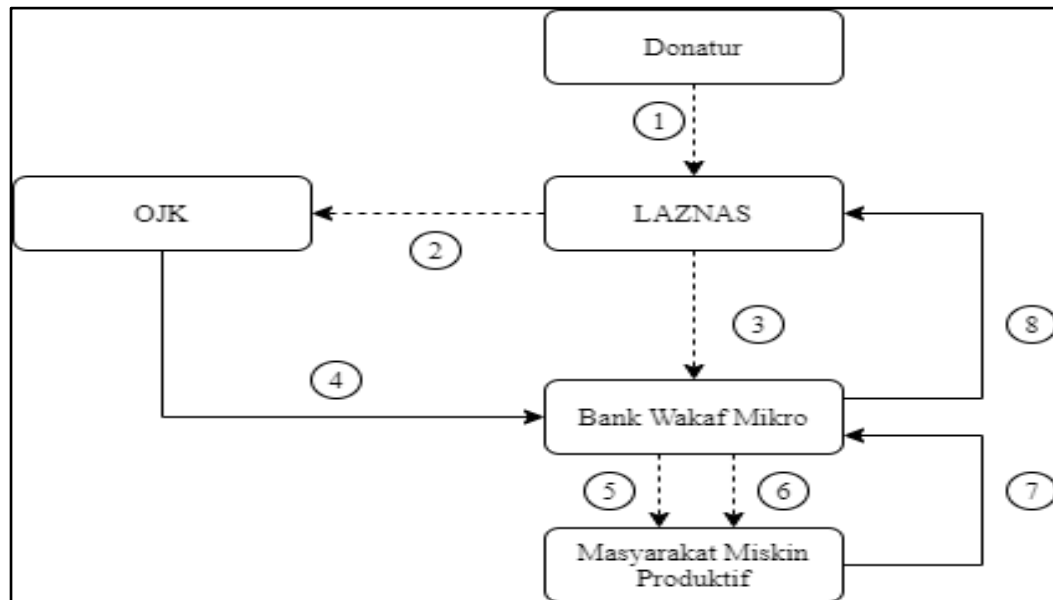 Donatur
1
OJK
LAZNAS
2
3
8
4
Bank Wakaf Mikro
5
6
7
Masyarakat Miskin
Produktif